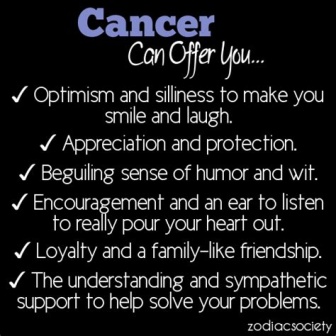 Cancer
Can Offer You...
✓ Optimism and silliness to make you
smile and laugh.
✓ Appreciation and protection.
✓ Beguiling sense of humor and wit.
✓ Encouragement and an ear to listen
to really pour your heart out.
✓ Loyalty and a family-like friendship.
✓ The understanding and sympathetic
support to help solve your problems.
zodiacsociety